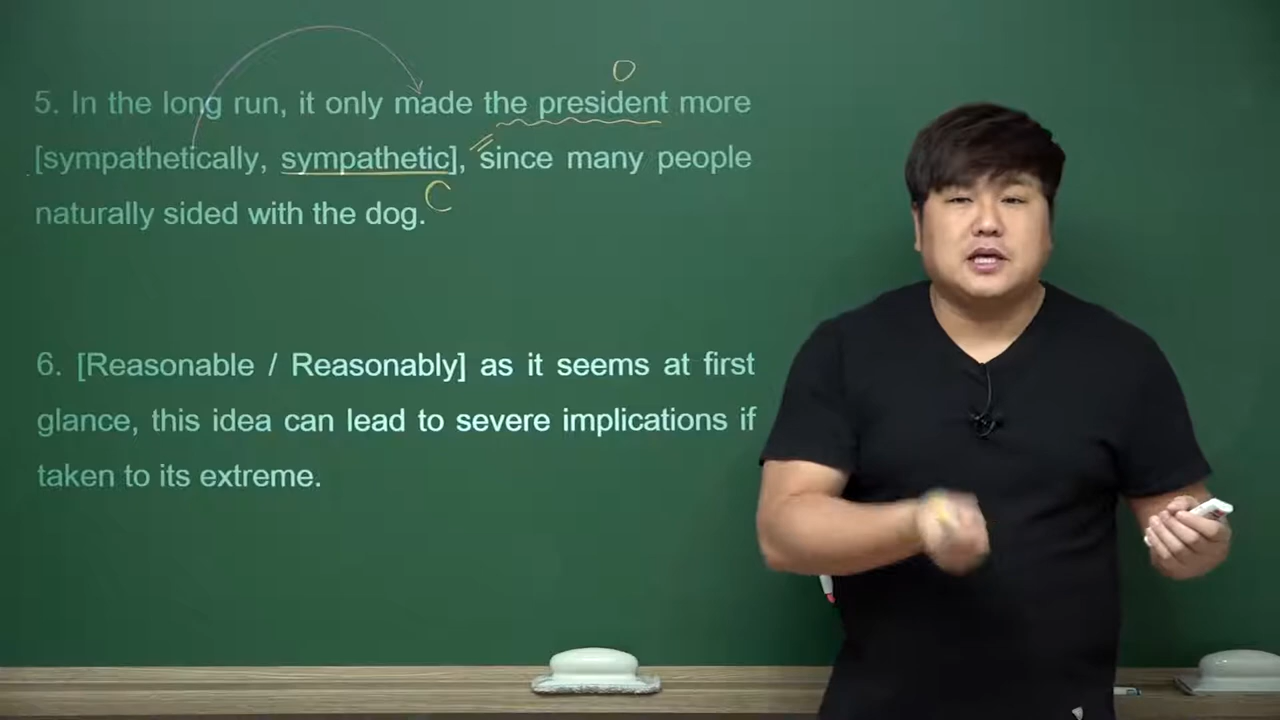 5. In the long run, it only made the president more
[sympathetically, sympathetic], since many people
naturally sided with the dog.
O
C
6. [Reasonable / Reasonably] as it seems at first
glance, this idea can lead to severe implications if
taken to its extreme.